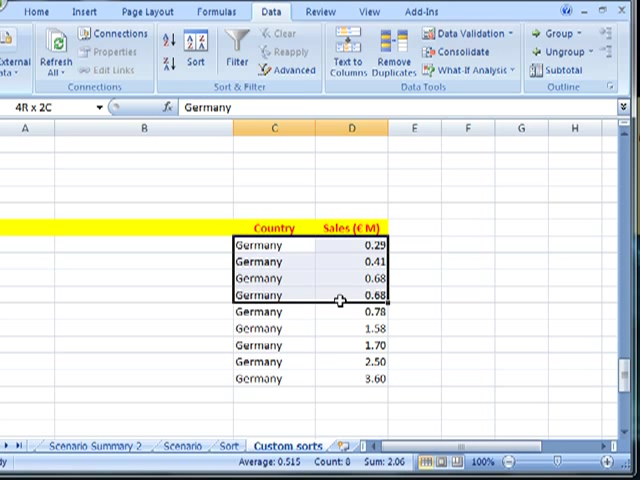 Home Insert Page Layout Formulas Data Review View Add-Ins
External Data Refresh All Connections Properties Edit Links Sort Filter Clear Reapply Advanced Text to Columns Remove Duplicates Data Validation Consolidate What-If Analysis Group Ungroup Subtotal
Connections Sort & Filter Data Tools Outline
4R x 2C fx Germany
A B C D E F G H
Country Sales (€ M)
Germany 0.29
Germany 0.41
Germany 0.68
Germany 0.68
Germany 0.78
Germany 1.58
Germany 1.70
Germany 2.50
Germany 3.60
Scenario Summary 2 Scenario Sort Custom sorts
dy Average: 0.515 Count: 8 Sum: 2.06 100%